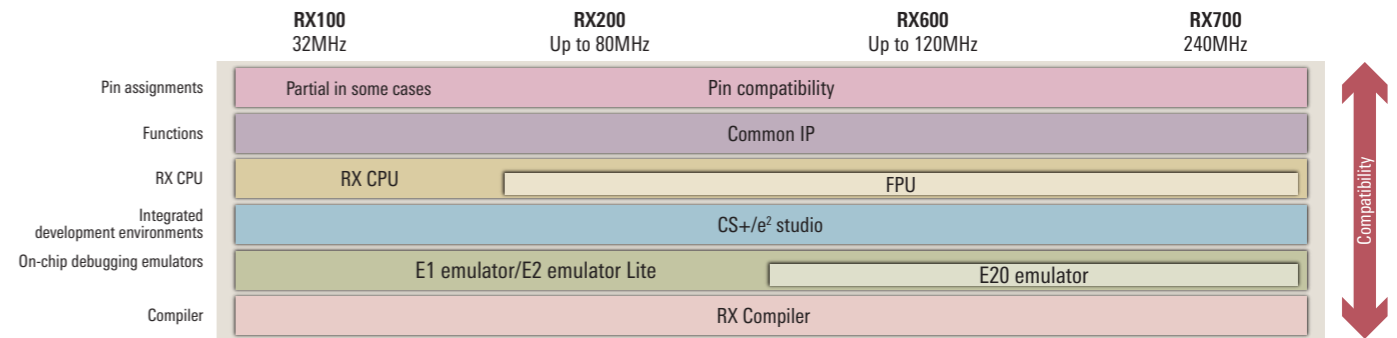 RX100 RX200 RX600 RX700
32MHz Up to 80MHz Up to 120MHz 240MHz
Pin assignments Partial in some cases Pin compatibility
Functions Common IP
RX CPU RX CPU FPU
Integrated
development environments CS+/e² studio
On-chip debugging emulators E1 emulator/E2 emulator Lite E20 emulator
Compiler RX Compiler
Compatibility